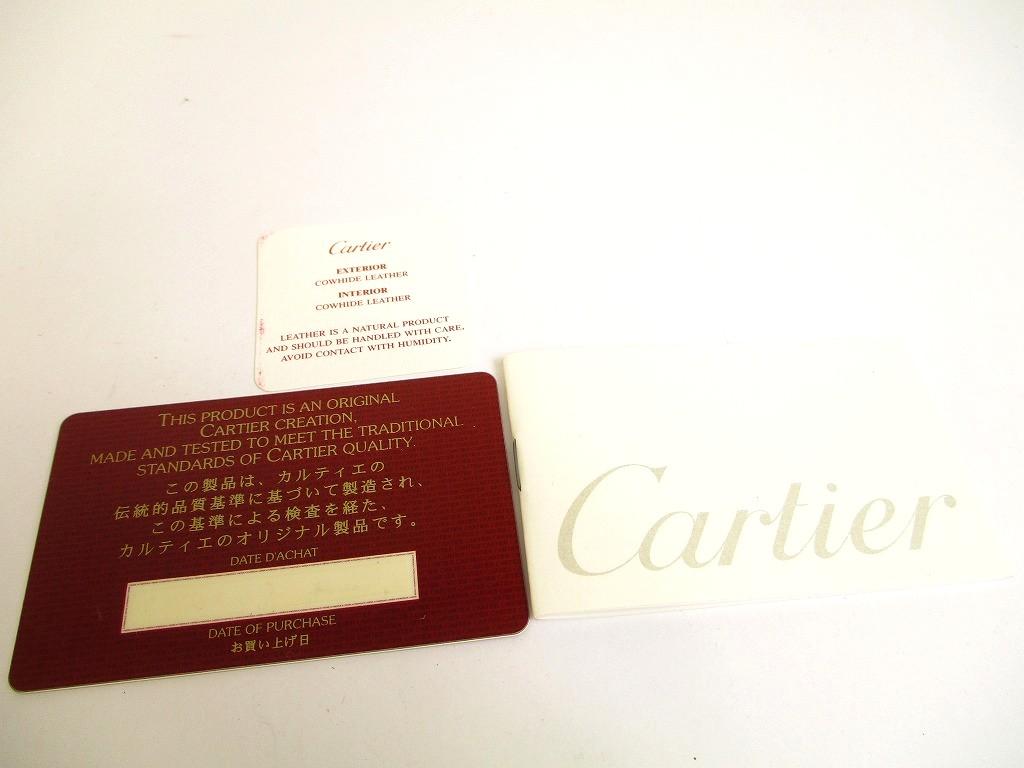 Cartier
EXTERIOR
COWHIDE LEATHER
INTERIOR
COWHIDE LEATHER
LEATHER IS A NATURAL PRODUCT
AND SHOULD BE HANDLED WITH CARE.
AVOID CONTACT WITH HUMIDITY.
THIS PRODUCT IS AN ORIGINAL
CARTIER CREATION,
MADE AND TESTED TO MEET THE TRADITIONAL
STANDARDS OF CARTIER QUALITY.
この製品は、カルティエの
伝統的品質基準に基づいて製造され、
この基準による検査を経た、
カルティエのオリジナル製品です。
DATE D'ACHAT
DATE OF PURCHASE
お買い上げ日
Cartier